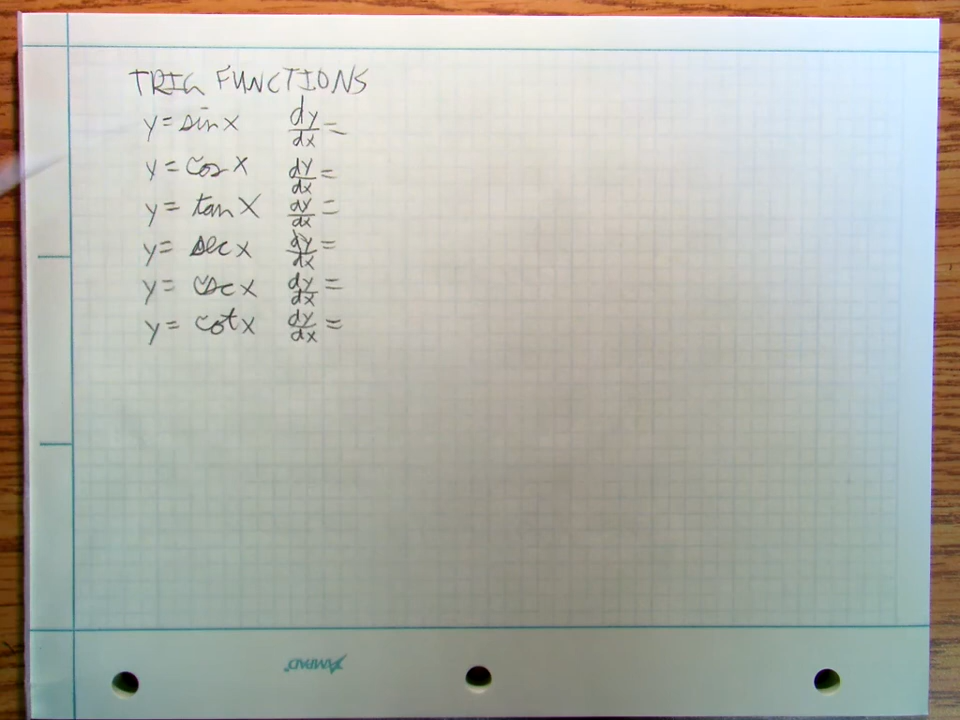 TRIG FUNCTIONS
y = sin x dy/dx =
y = cos x dy/dx =
y = tan x dy/dx =
y = sec x dy/dx =
y = csc x dy/dx =
y = cot x dy/dx =
AMPAD®